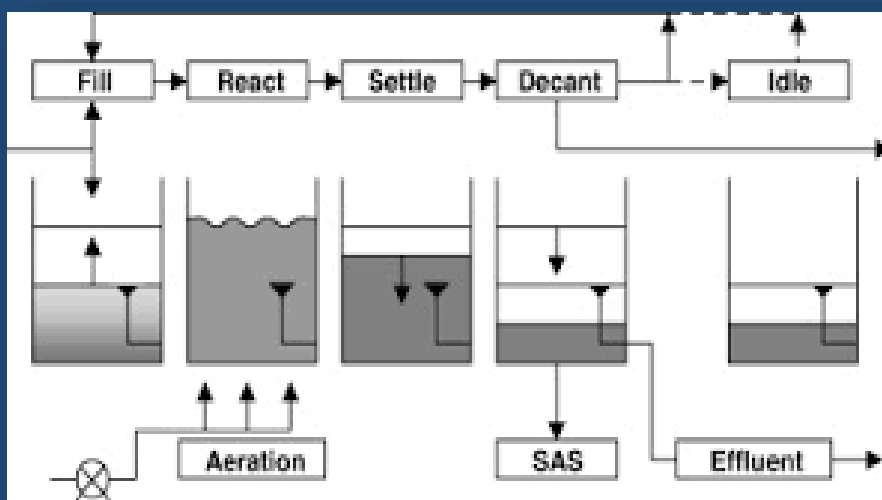 Fill
React
Settle
Decant
Idle
Aeration
SAS
Effluent